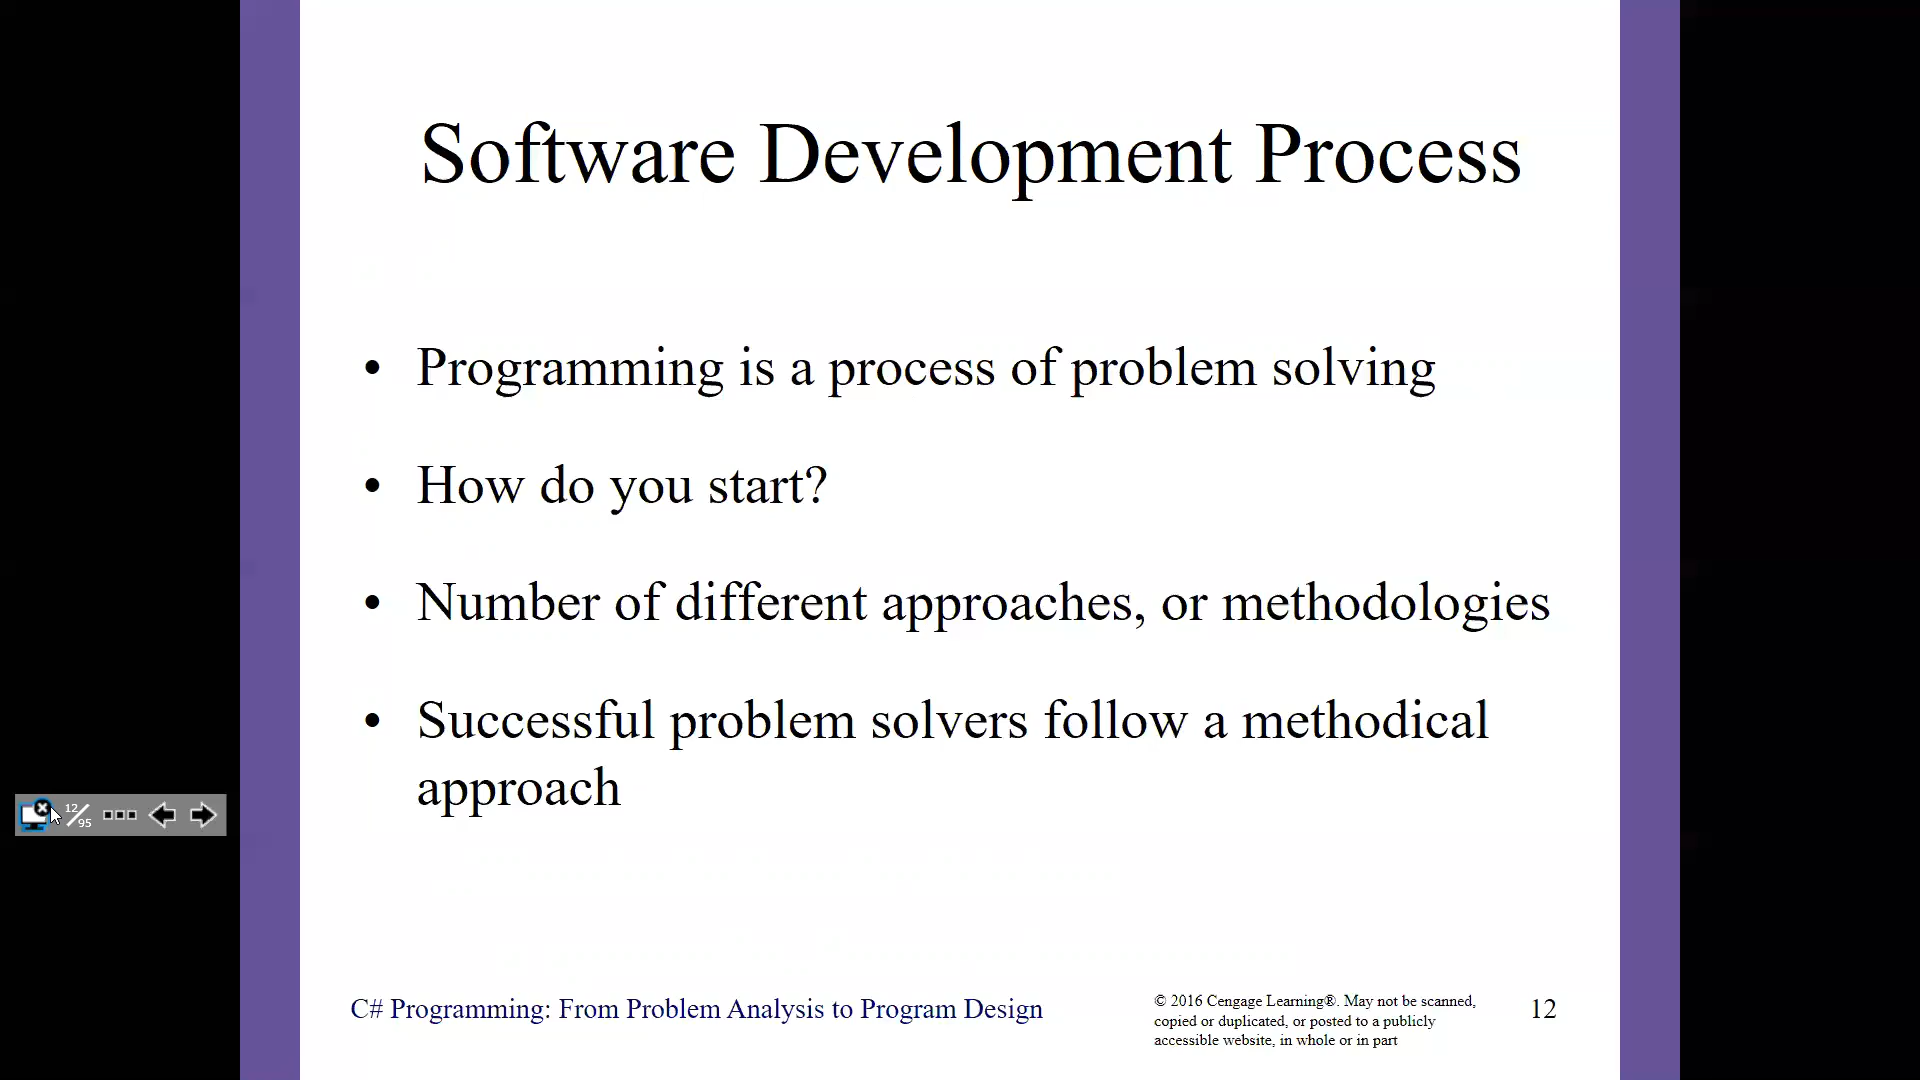 Software Development Process
• Programming is a process of problem solving
• How do you start?
• Number of different approaches, or methodologies
• Successful problem solvers follow a methodical
approach
12/95
C# Programming: From Problem Analysis to Program Design
© 2016 Cengage Learning®. May not be scanned,
copied or duplicated, or posted to a publicly
accessible website, in whole or in part
12